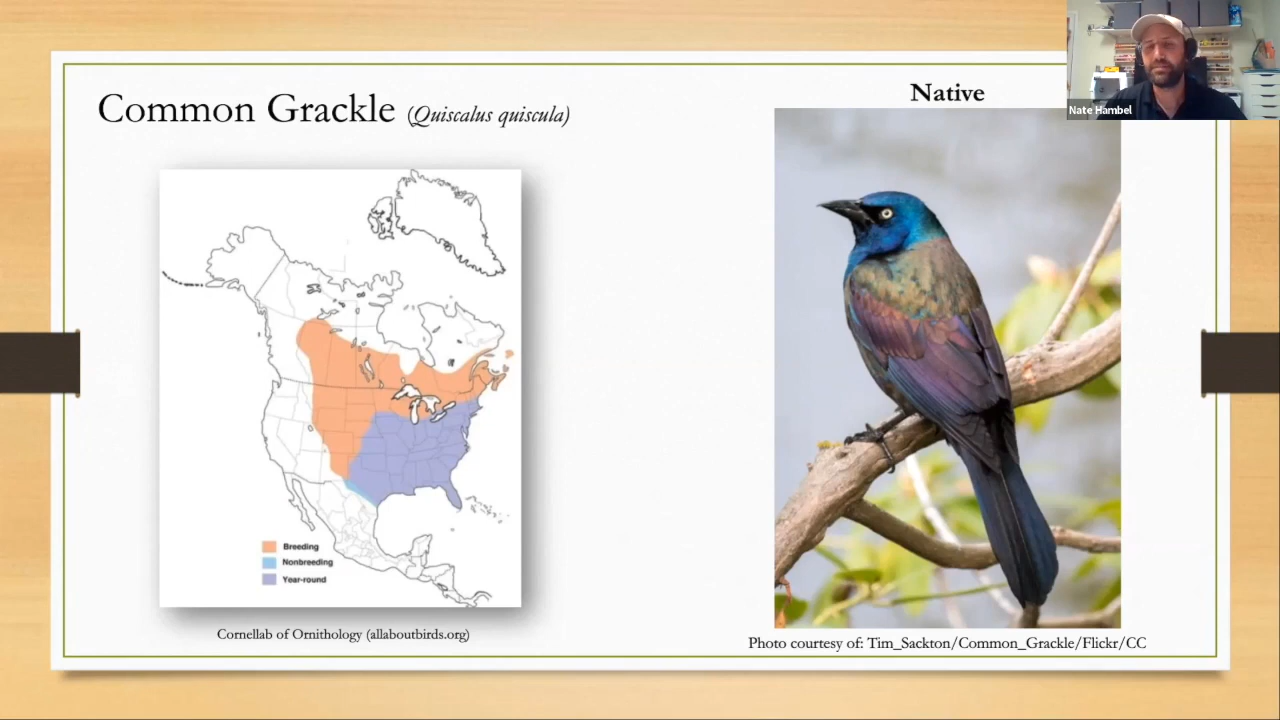 Common Grackle (Quiscalus quiscula)
Native
Nate Hambel
Breeding
Nonbreeding
Year-round
Cornellab of Ornithology (allaboutbirds.org)
Photo courtesy of: Tim_Sackton/Common_Grackle/Flickr/CC